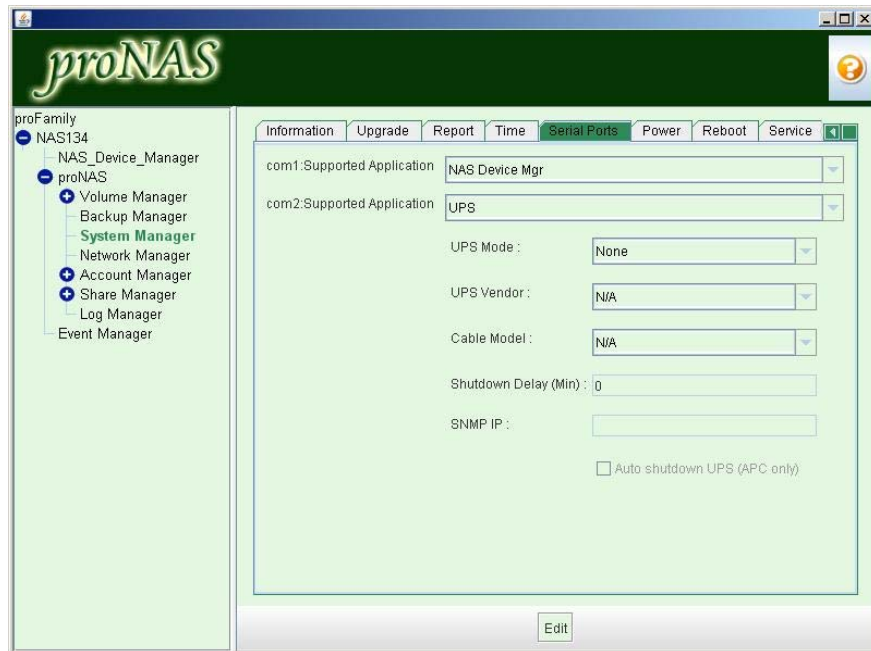 proNAS
proFamily
NAS134
NAS_Device_Manager
proNAS
Volume Manager
Backup Manager
System Manager
Network Manager
Account Manager
Share Manager
Log Manager
Event Manager
Information Upgrade Report Time Serial Ports Power Reboot Service
com1:Supported Application NAS Device Mgr
com2:Supported Application UPS
UPS Mode : None
UPS Vendor : N/A
Cable Model : N/A
Shutdown Delay (Min) : 0
SNMP IP :
Auto shutdown UPS (APC only)
Edit